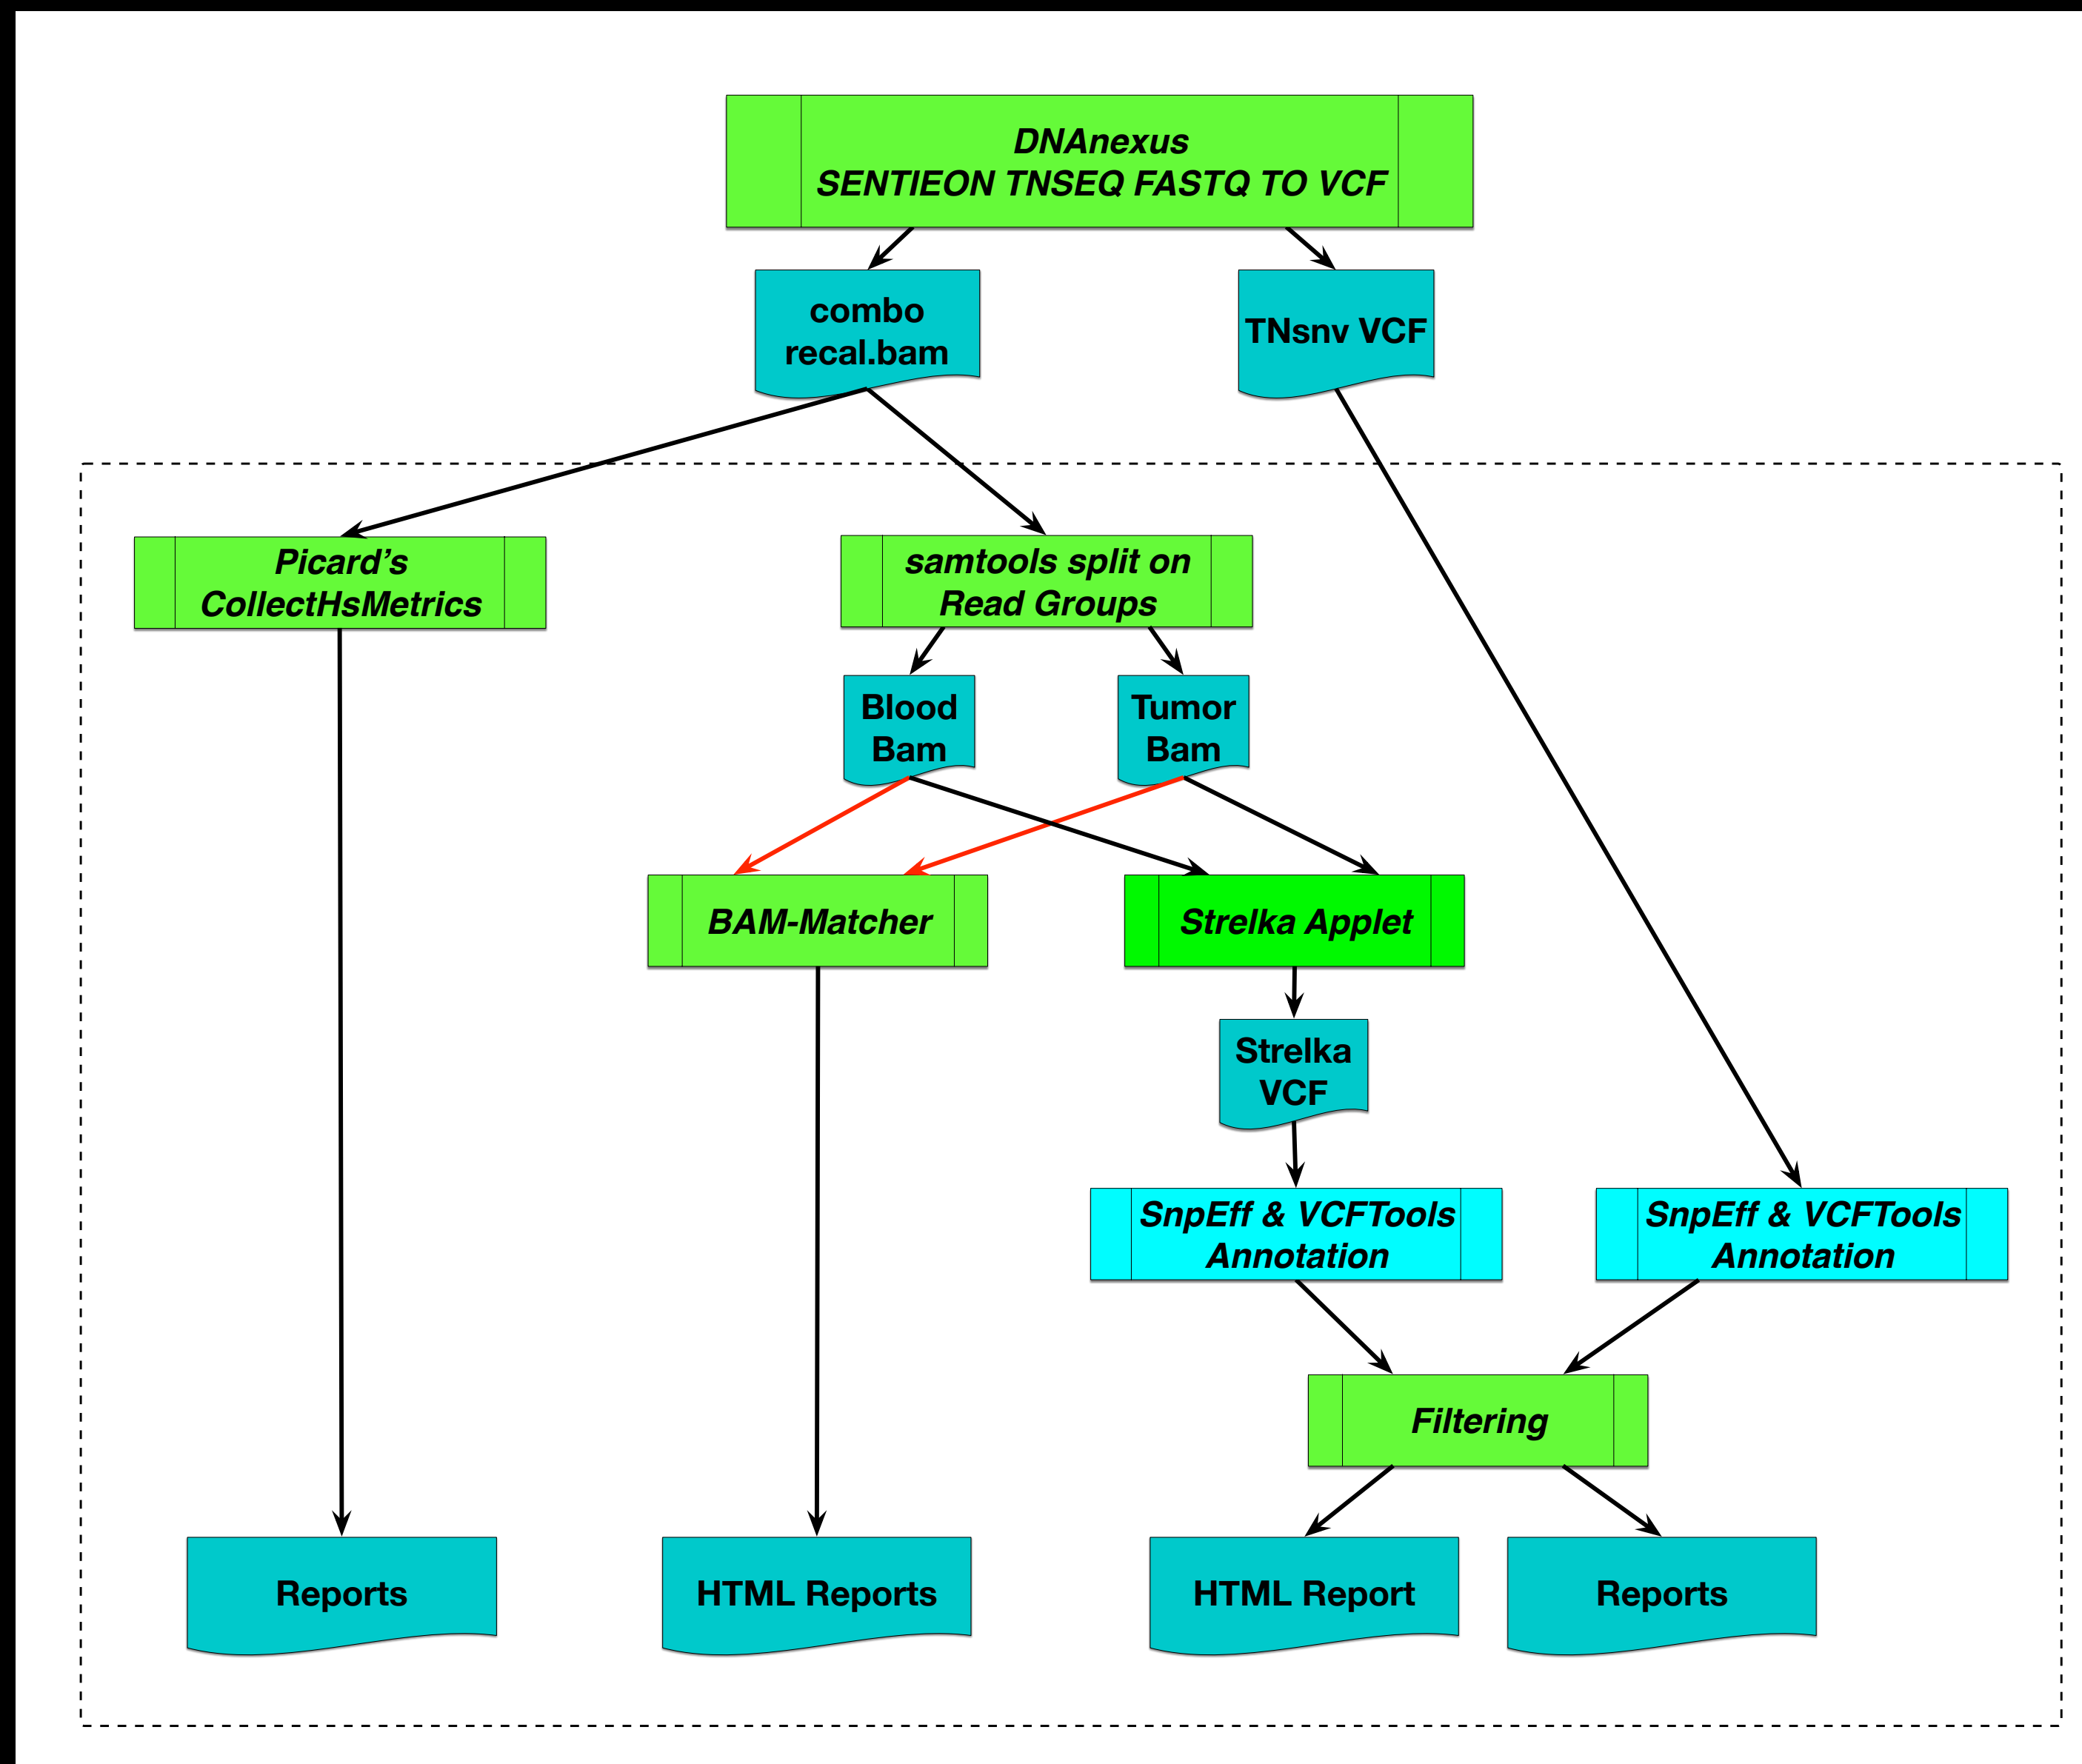 DNAnexus
SENTIEON TNSEQ FASTQ TO VCF
combo
recal.bam
TNsnv VCF
Picard’s
CollectHsMetrics
samtools split on
Read Groups
Blood
Bam
Tumor
Bam
BAM-Matcher
Strelka Applet
Strelka
VCF
SnpEff & VCFTools
Annotation
SnpEff & VCFTools
Annotation
Filtering
Reports
HTML Reports
HTML Report
Reports